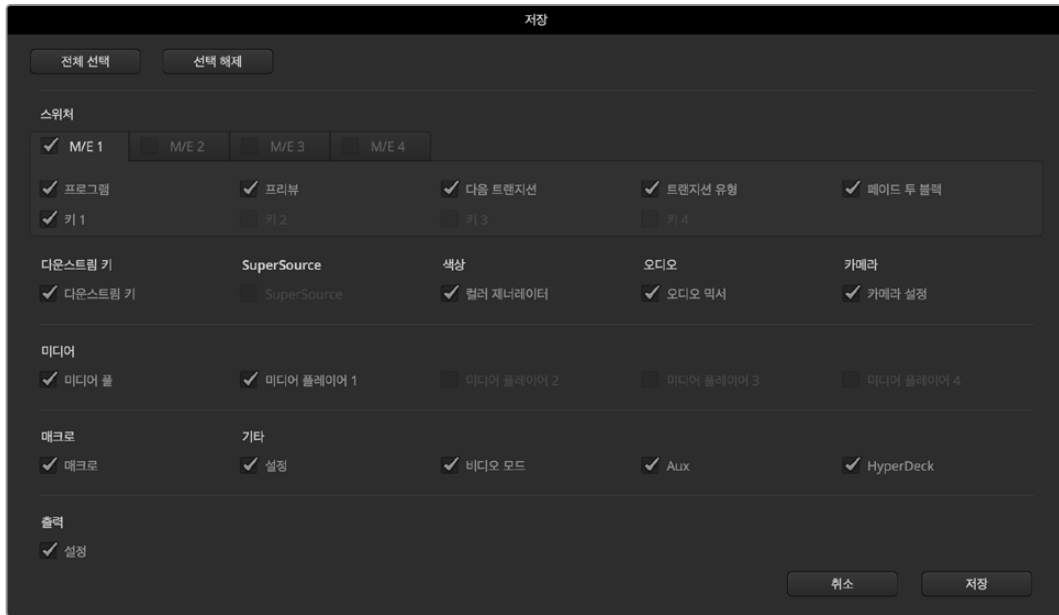 저장
전체 선택 선택 해제
스위처
M/E 1 M/E 2 M/E 3 M/E 4
프로그램 프리뷰 다음 트랜지션 트랜지션 유형 페이드 투 블랙
키 1 키 2 키 3 키 4
다운스트림 키 SuperSource 색상 오디오 카메라
다운스트림 키 SuperSource 컬러 제너레이터 오디오 믹서 카메라 설정
미디어
미디어 풀 미디어 플레이어 1 미디어 플레이어 2 미디어 플레이어 3 미디어 플레이어 4
매크로 기타
매크로 설정 비디오 모드 Aux HyperDeck
출력
설정
취소 저장